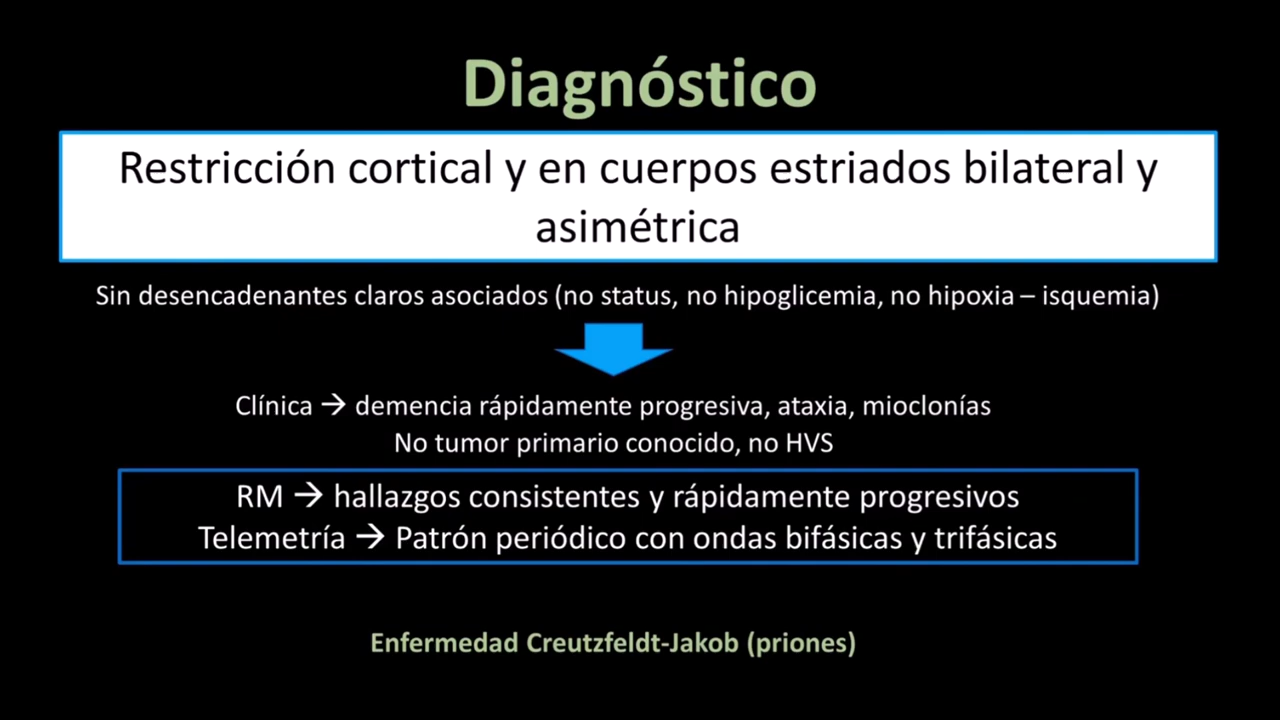 Diagnóstico
Restricción cortical y en cuerpos estriados bilateral y
asimétrica
Sin desencadenantes claros asociados (no status, no hipoglicemia, no hipoxia – isquemia)
Clínica → demencia rápidamente progresiva, ataxia, mioclonías
No tumor primario conocido, no HVS
RM → hallazgos consistentes y rápidamente progresivos
Telemetría → Patrón periódico con ondas bifásicas y trifásicas
Enfermedad Creutzfeldt-Jakob (priones)